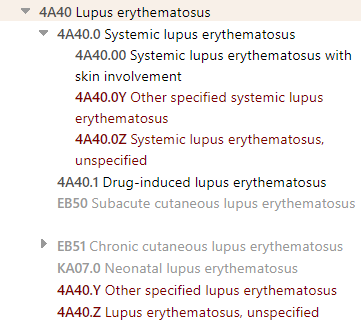 4A40 Lupus erythematosus
4A40.0 Systemic lupus erythematosus
4A40.00 Systemic lupus erythematosus with
skin involvement
4A40.0Y Other specified systemic lupus
erythematosus
4A40.0Z Systemic lupus erythematosus,
unspecified
4A40.1 Drug-induced lupus erythematosus
EB50 Subacute cutaneous lupus erythematosus
EB51 Chronic cutaneous lupus erythematosus
KA07.0 Neonatal lupus erythematosus
4A40.Y Other specified lupus erythematosus
4A40.Z Lupus erythematosus, unspecified